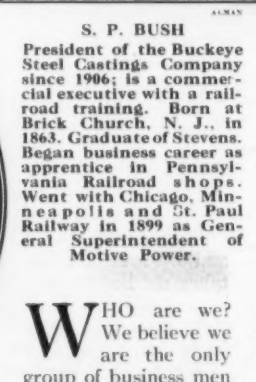 ALMAN
S. P. BUSH
President of the Buckeye
Steel Castings Company
since 1906; is a commer-
cial executive with a rail-
road training. Born at
Brick Church, N. J., in
1863. Graduate of Stevens.
Began business career as
apprentice in Pennsyl-
vania Railroad shops.
Went with Chicago, Min-
neapolis and St. Paul
Railway in 1899 as Gen-
eral Superintendent of
Motive Power.
WHO are we?
We believe we
are the only
group of business men